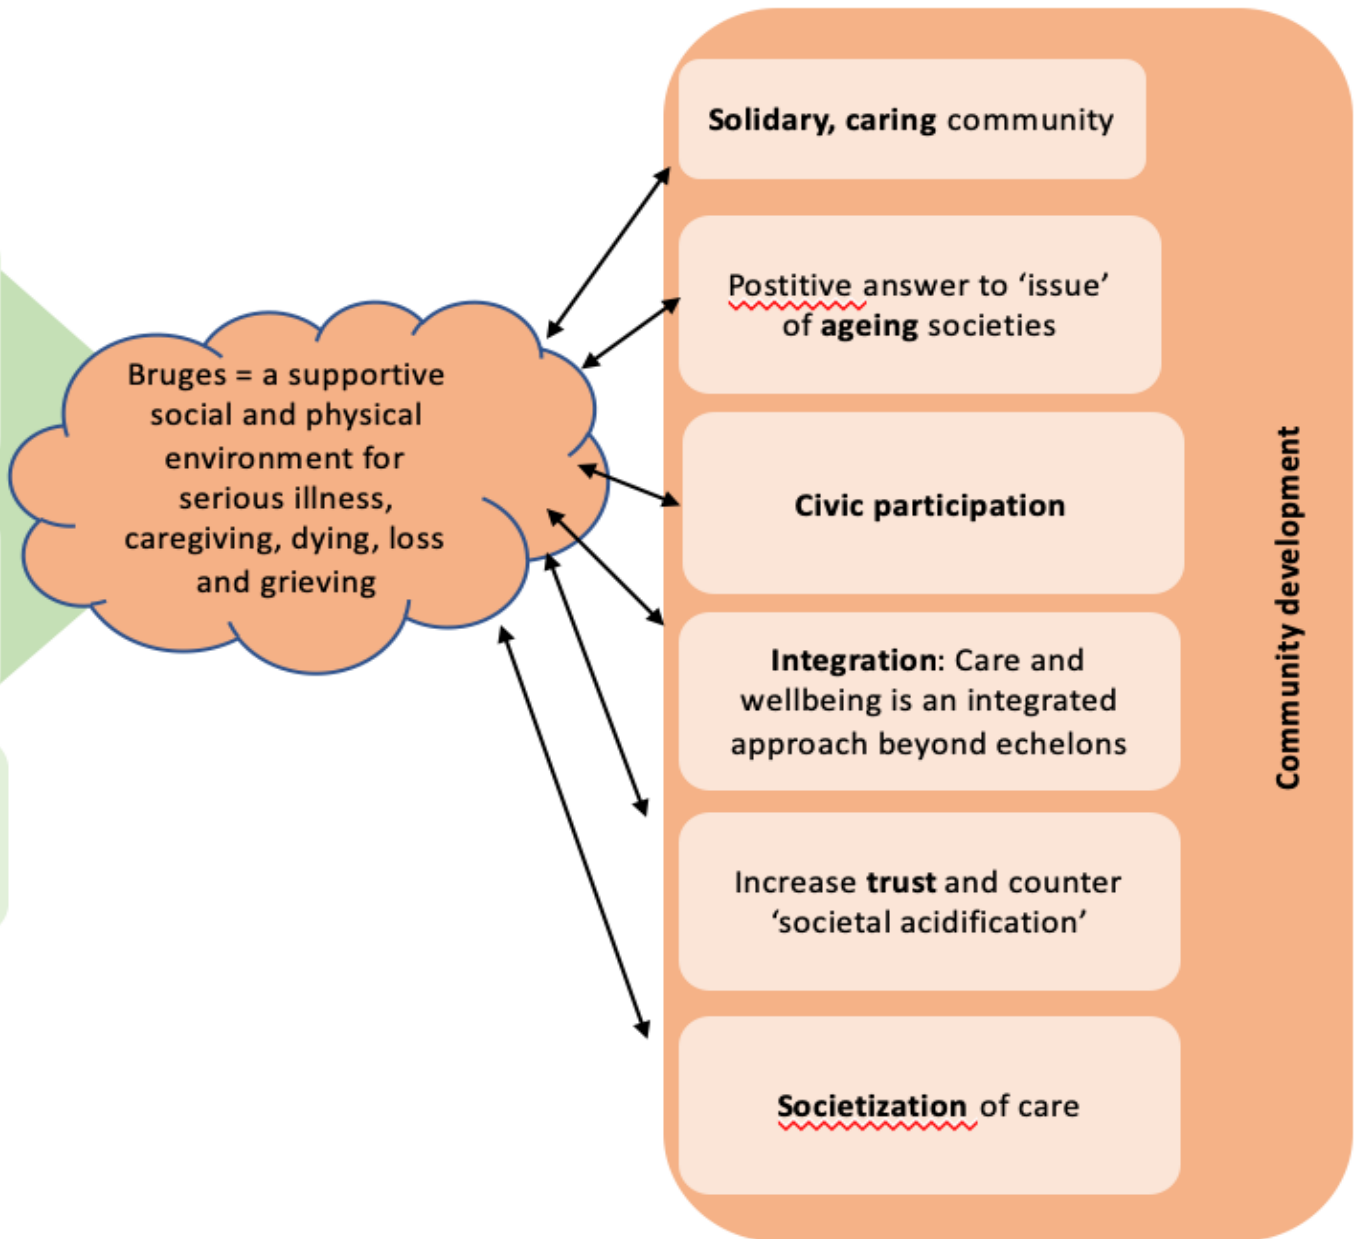 Solidary, caring community
Postitive answer to ‘issue’
of ageing societies
Bruges = a supportive
social and physical
environment for
serious illness,
caregiving, dying, loss
and grieving
Civic participation
Integration: Care and
wellbeing is an integrated
approach beyond echelons
Increase trust and counter
‘societal acidification’
Societization of care
Community development